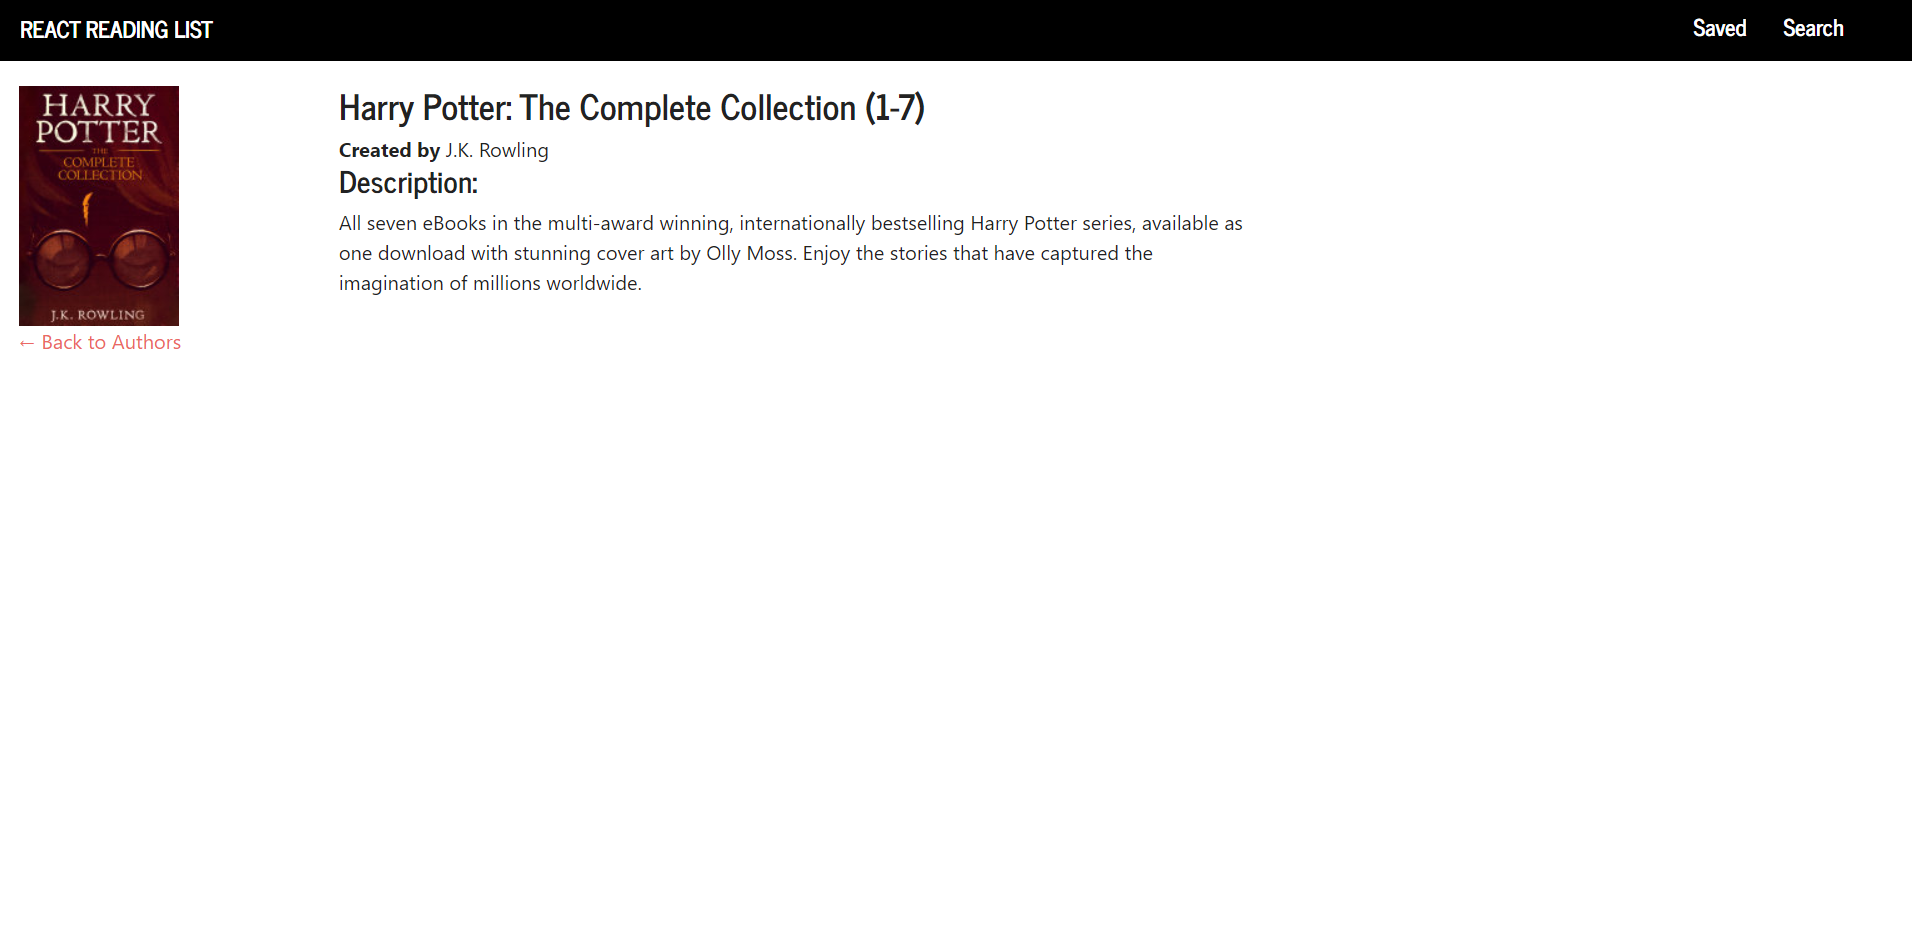 REACT READING LIST
Saved
Search
HARRY
POTTER
THE
COMPLETE
COLLECTION
J.K. ROWLING
← Back to Authors
Harry Potter: The Complete Collection (1-7)
Created by J.K. Rowling
Description:
All seven eBooks in the multi-award winning, internationally bestselling Harry Potter series, available as
one download with stunning cover art by Olly Moss. Enjoy the stories that have captured the
imagination of millions worldwide.